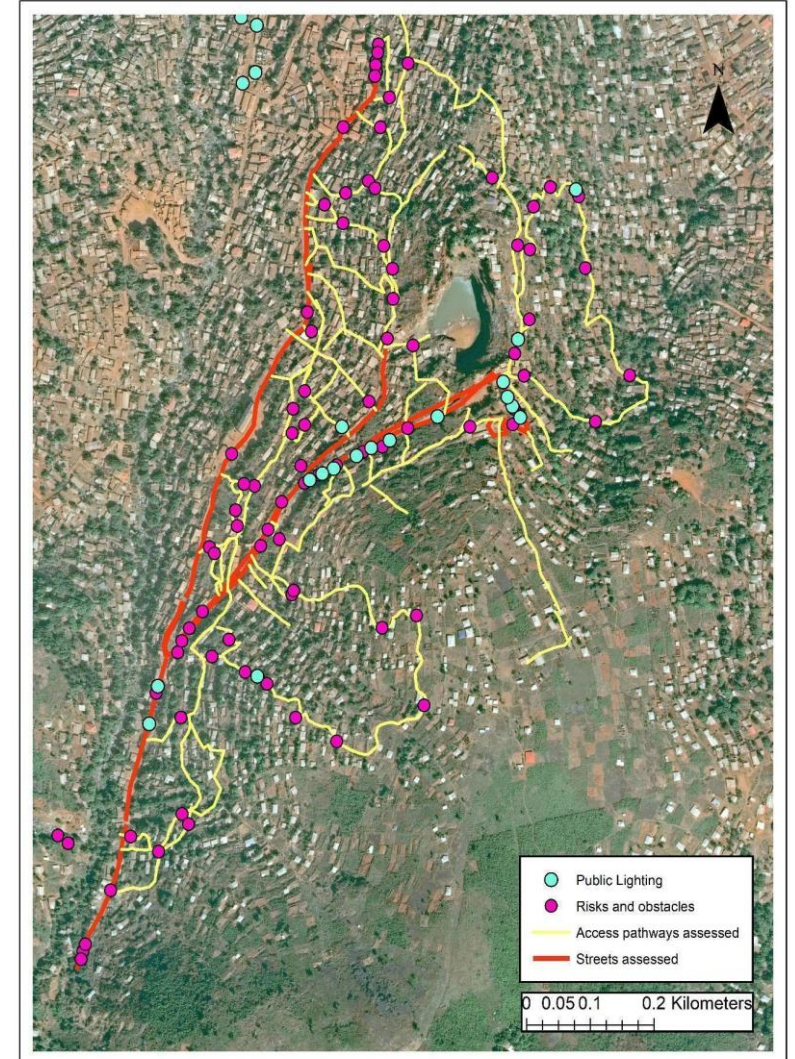 N
Public Lighting
Risks and obstacles
Access pathways assessed
Streets assessed
0 0.05 0.1 0.2 Kilometers